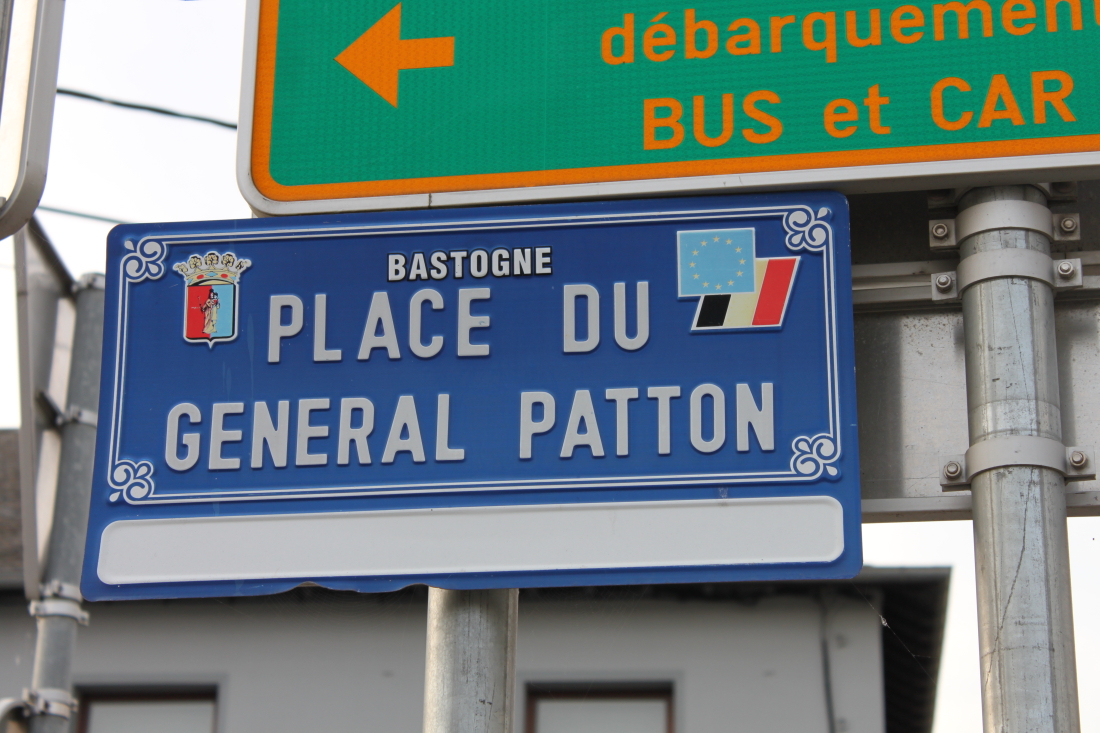 débarquement
BUS et CAR
BASTOGNE
PLACE DU
GENERAL PATTON